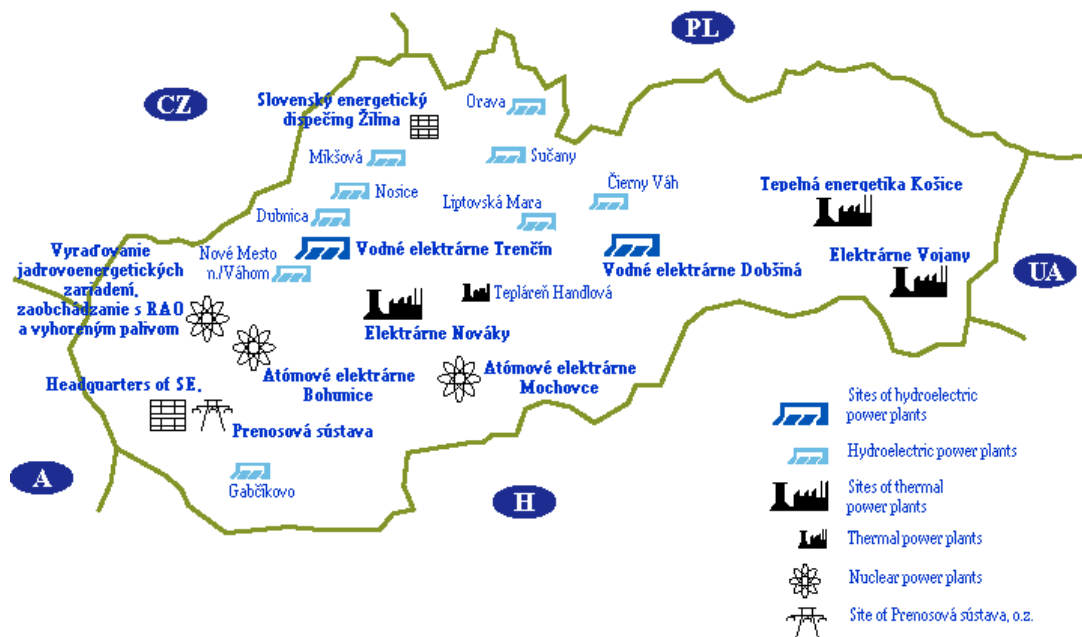 PL
CZ
Slovenský energetický
dispečing Žilina
Orava
Mikšová
Sučany
Nosice
Čierny Váh
Liptovská Mara
Dubnica
Tepelná energetika Košice
Vodné elektrárne Trenčín
Nové Mesto
n./Váhom
Vodné elektrárne Dobšiná
Elektrárne Vojany
UA
Vyraďovanie
jadrovoenergetických
zariadení,
zaobchádzanie s RAO
a vyhoreným palivom
Tepláreň Handlová
Elektrárne Nováky
Atómové elektrárne
Bohunice
Atómové elektrárne
Mochovce
Headquarters of SE,
Prenosová sústava
A
Gabčíkovo
H
Sites of hydroelectric
power plants
Hydroelectric power plants
Sites of thermal
power plants
Thermal power plants
Nuclear power plants
Site of Prenosová sústava, o.z.